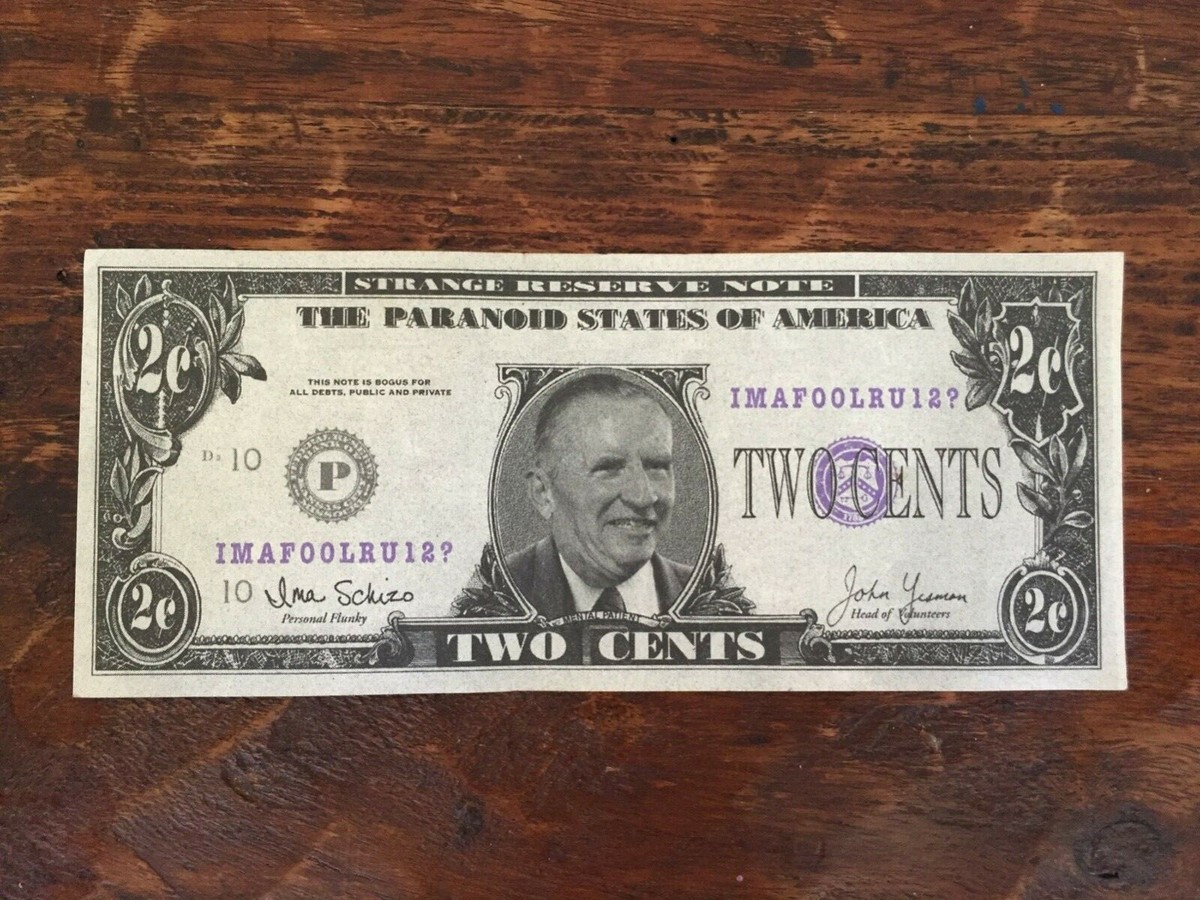 STRANGE RESERVE NOTE
THE PARANOID STATES OF AMERICA
2¢
2¢
THIS NOTE IS BOGUS FOR
ALL DEBTS, PUBLIC AND PRIVATE
IMAFOOLRU12?
10
P
TWO CENTS
IMAFOOLRU12?
10 Ima Schizo
Personal Flunky
John Yesman
Head of Volunteers
2¢
2¢
MENTAL PATIENT
TWO CENTS